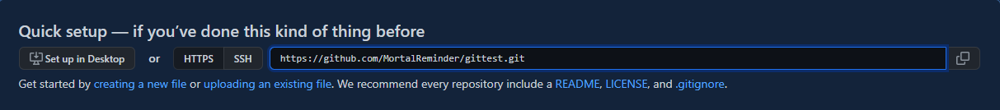 Quick setup — if you’ve done this kind of thing before
Set up in Desktop or HTTPS SSH https://github.com/MortalReminder/gittest.git
Get started by creating a new file or uploading an existing file. We recommend every repository include a README, LICENSE, and .gitignore.